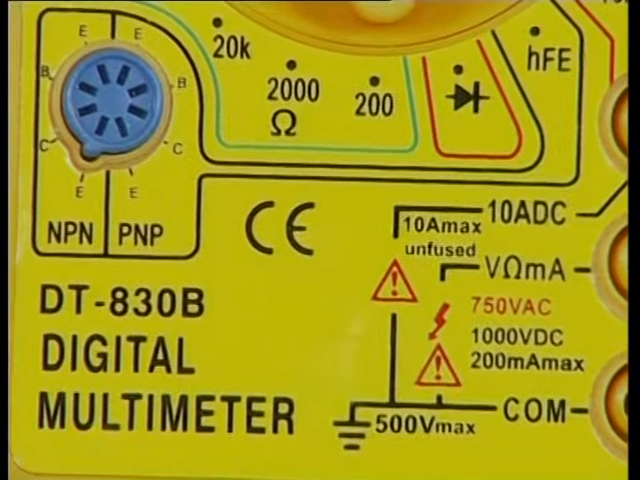 20k
2000
200
Ω
hFE
E
E
B
B
C
C
E
E
NPN
PNP
CE
10Amax
unfused
10ADC
VΩmA
750VAC
1000VDC
200mAmax
COM
500Vmax
DT-830B
DIGITAL
MULTIMETER